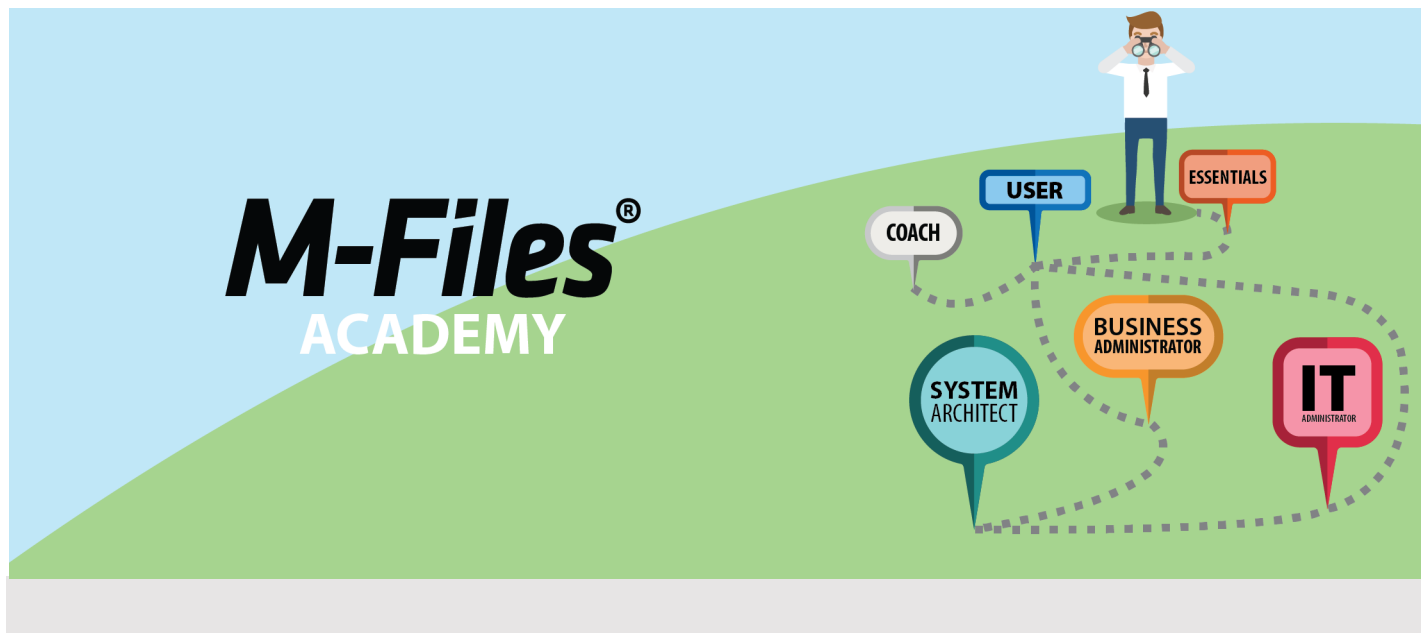 M-Files®
ACADEMY
COACH
USER
ESSENTIALS
BUSINESS
ADMINISTRATOR
SYSTEM
ARCHITECT
IT
ADMINISTRATOR